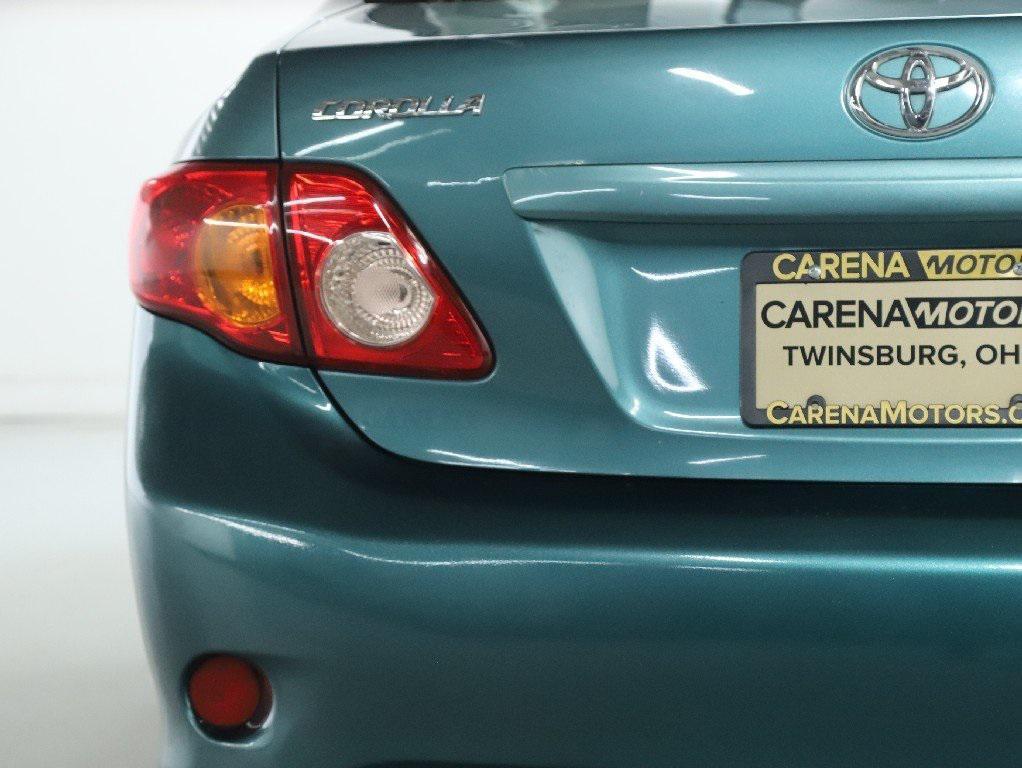 COROLLA
CARENA MOTO
CARENA MOTO
TWINSBURG, OH
CARENAMOTORS.C